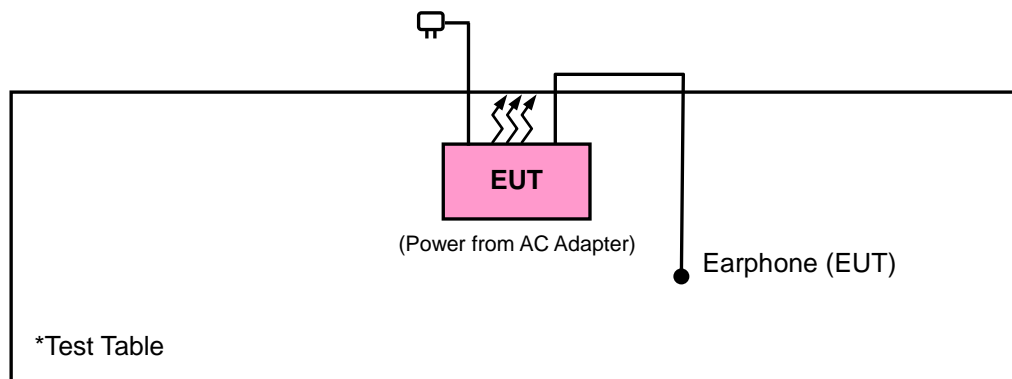 EUT
(Power from AC Adapter)
Earphone (EUT)
*Test Table